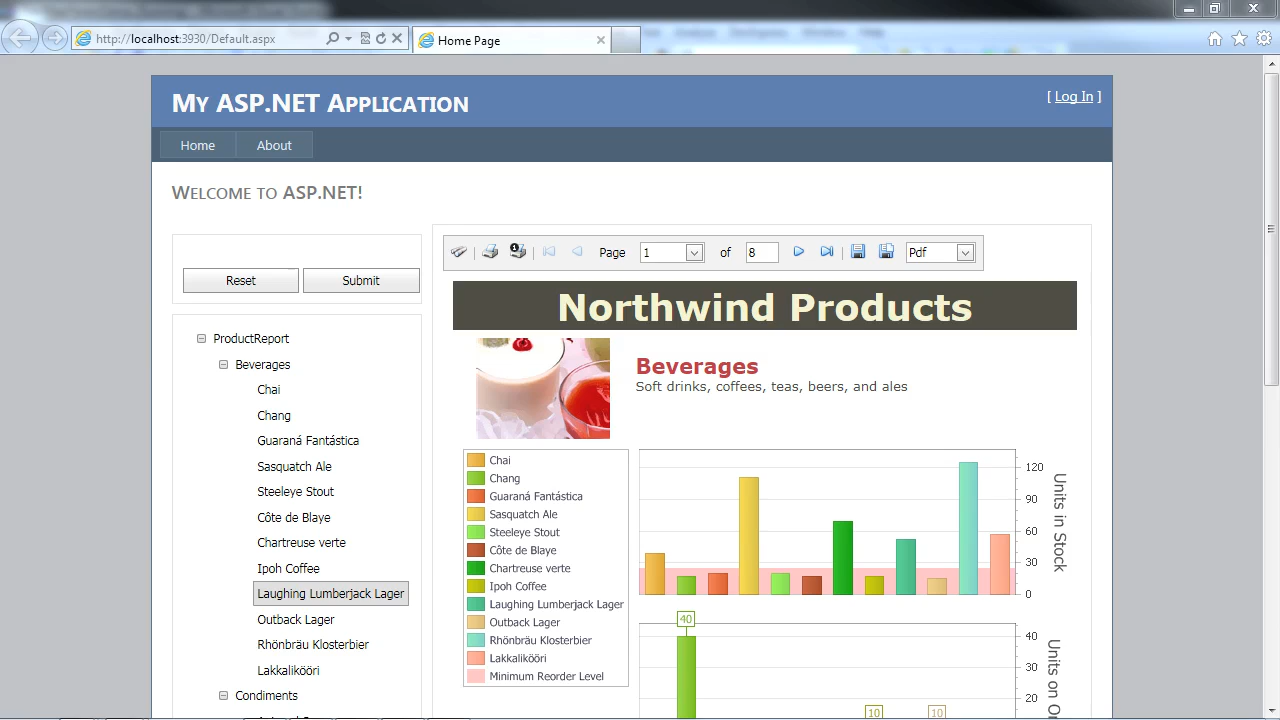 http://localhost:3930/Default.aspx
Home Page
My ASP.NET Application
[ Log In ]
Home
About
Welcome to ASP.NET!
Reset
Submit
ProductReport
Beverages
Chai
Chang
Guaraná Fantástica
Sasquatch Ale
Steeleye Stout
Côte de Blaye
Chartreuse verte
Ipoh Coffee
Laughing Lumberjack Lager
Outback Lager
Rhönbräu Klosterbier
Lakkalikööri
Condiments
Page 1 of 8
Pdf
Northwind Products
Beverages
Soft drinks, coffees, teas, beers, and ales
Chai
Chang
Guaraná Fantástica
Sasquatch Ale
Steeleye Stout
Côte de Blaye
Chartreuse verte
Ipoh Coffee
Laughing Lumberjack Lager
Outback Lager
Rhönbräu Klosterbier
Lakkalikööri
Minimum Reorder Level
120
90
60
30
0
Units in Stock
40
40
30
20
10
10
Units on